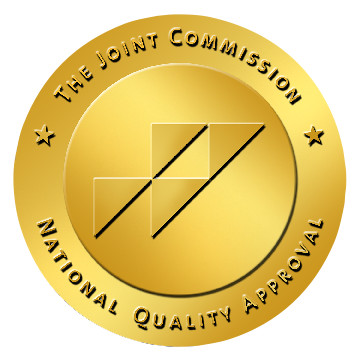 The Joint Commission
National Quality Approval